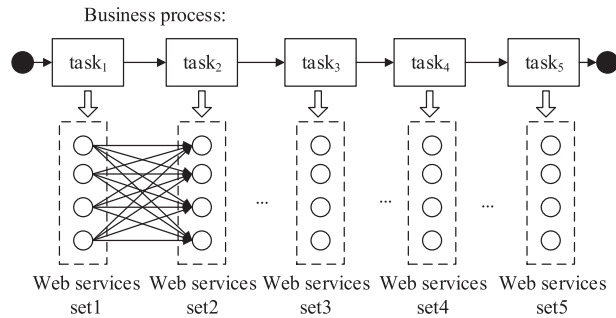 Business process:
task1 task2 task3 task4 task5
... ... ...
Web services Web services Web services Web services Web services
set1 set2 set3 set4 set5